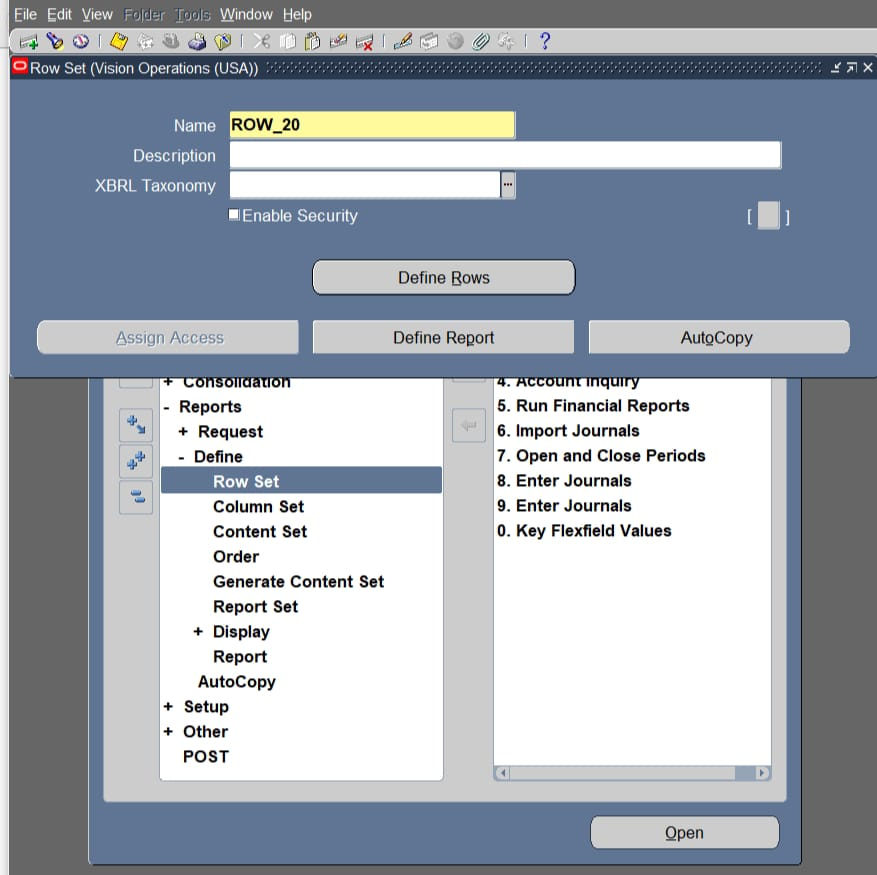 File Edit View Folder Tools Window Help
Row Set (Vision Operations (USA))
Name ROW_20
Description
XBRL Taxonomy ...
Enable Security [ ]
Define Rows
Assign Access Define Report AutoCopy
+ Consolidation
- Reports
+ Request
- Define
Row Set
Column Set
Content Set
Order
Generate Content Set
Report Set
+ Display
Report
AutoCopy
+ Setup
+ Other
POST
4. Account Inquiry
5. Run Financial Reports
6. Import Journals
7. Open and Close Periods
8. Enter Journals
9. Enter Journals
0. Key Flexfield Values
Open